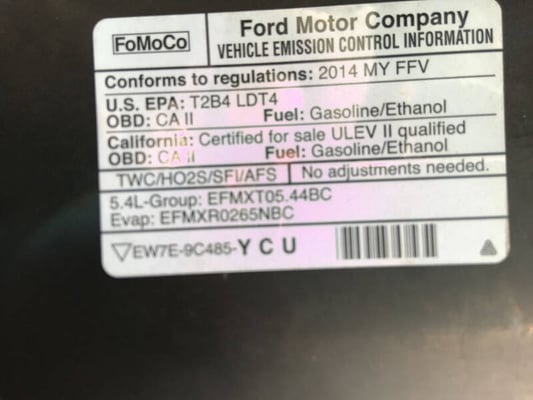 FoMoCo
Ford Motor Company
VEHICLE EMISSION CONTROL INFORMATION
Conforms to regulations: 2014 MY FFV
U.S. EPA: T2B4 LDT4
OBD: CA II Fuel: Gasoline/Ethanol
California: Certified for sale ULEV II qualified
OBD: CA II Fuel: Gasoline/Ethanol
TWC/HO2S/SFI/AFS No adjustments needed.
5.4L-Group: EFMXT05.44BC
Evap: EFMXR0265NBC
EW7E-9C485-YCU